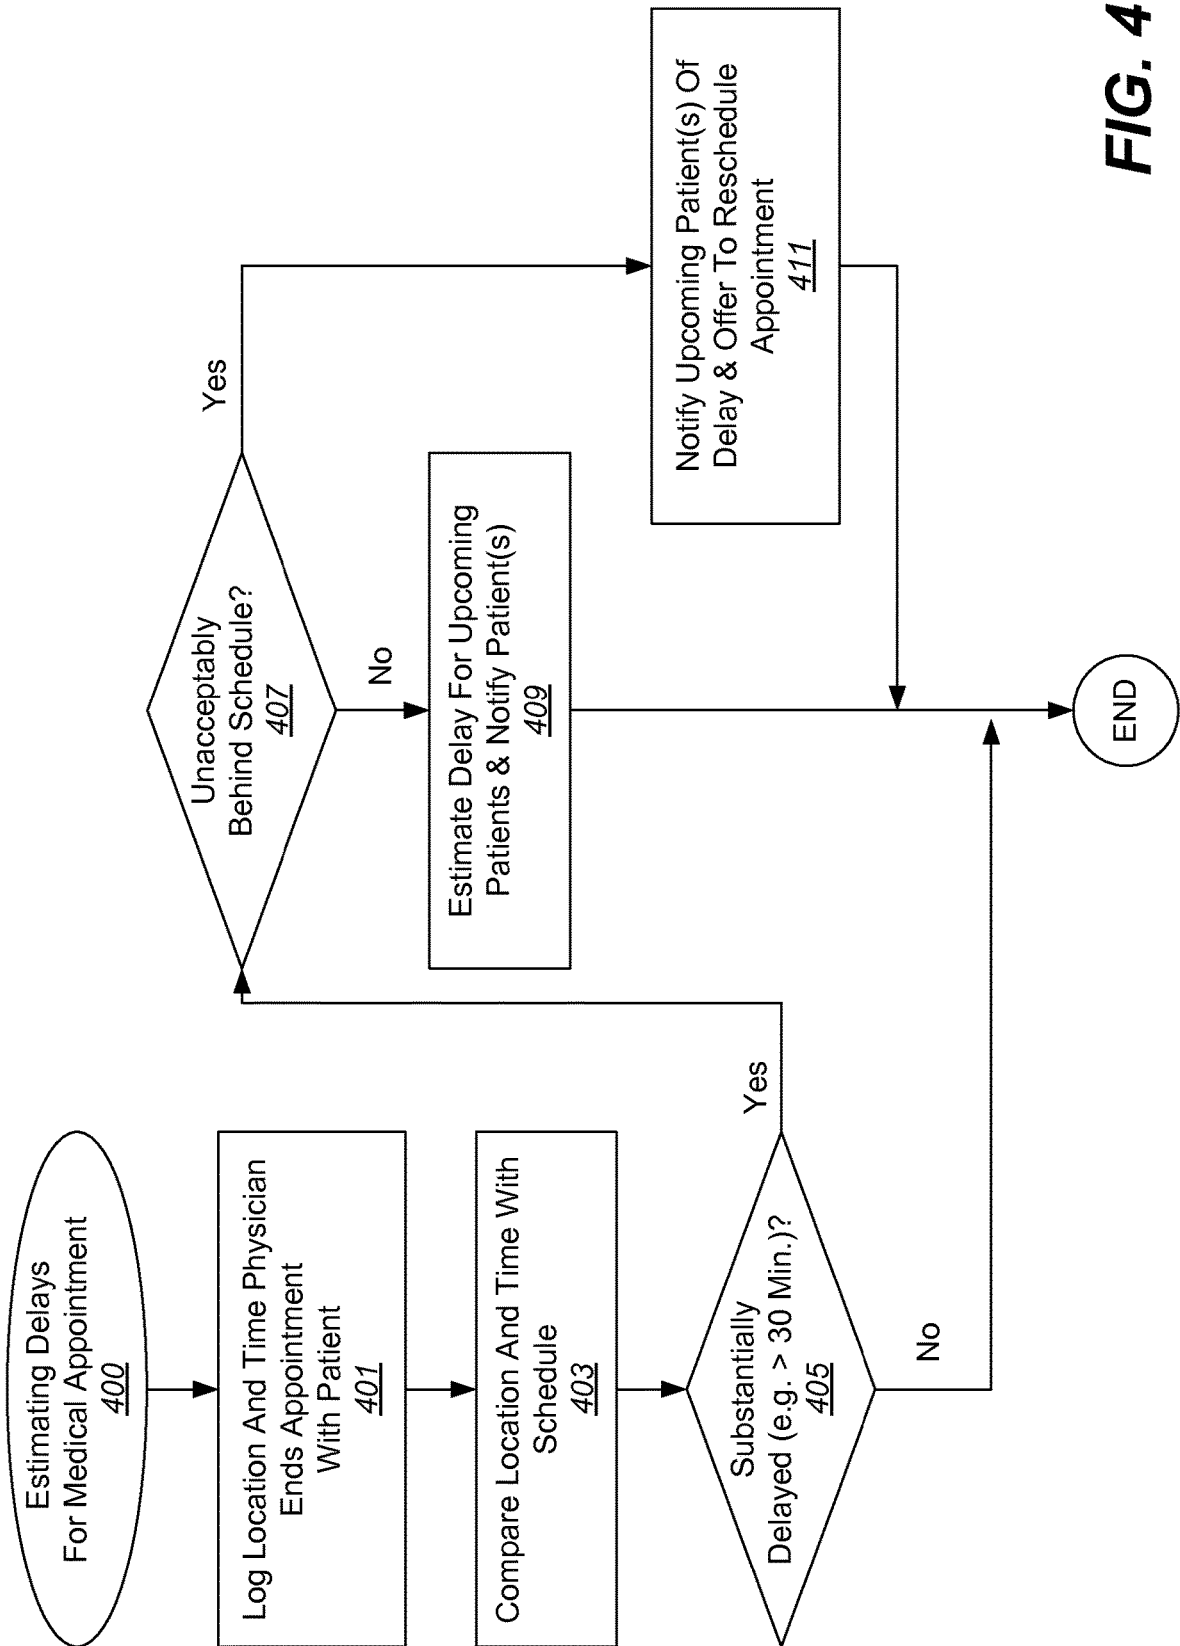 Estimating Delays
For Medical Appointment
400
Log Location And Time Physician
Ends Appointment
With Patient
401
Compare Location And Time With
Schedule
403
Substantially
Delayed (e.g. > 30 Min.)?
405
Yes
No
Unacceptably
Behind Schedule?
407
Yes
No
Estimate Delay For Upcoming
Patients & Notify Patient(s)
409
Notify Upcoming Patient(s) Of
Delay & Offer To Reschedule
Appointment
411
END
FIG. 4